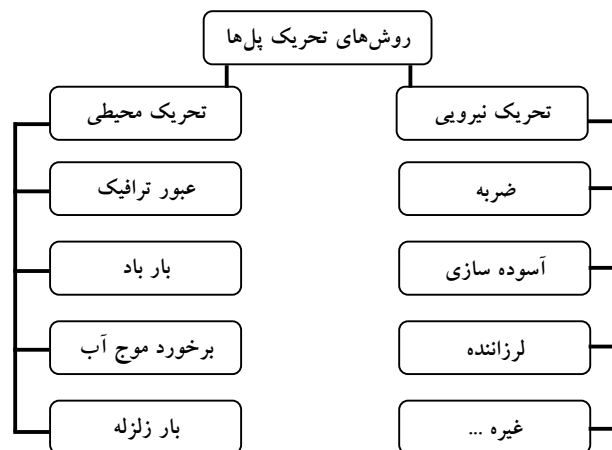 روش‌های تحریک پل‌ها
تحریک نیرویی
تحریک محیطی
ضربه
عبور ترافیک
آسوده سازی
بار باد
لرزاننده
برخورد موج آب
غیره ...
بار زلزله